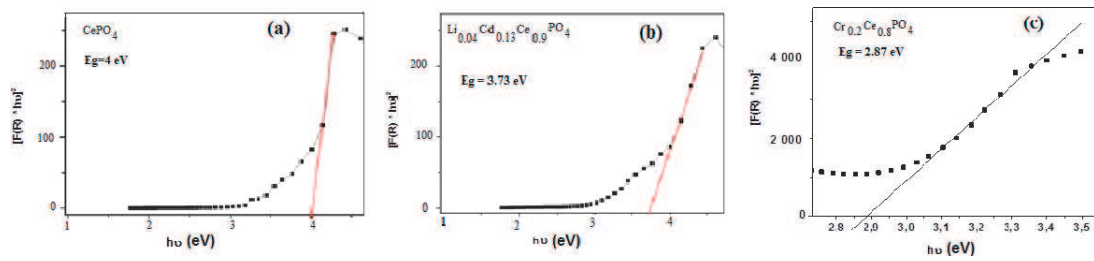 (a)
CePO4
Eg=4 eV
[F(R) * hυ]²
200
100
0
1 2 3 4
hυ (eV)
(b)
Li0.04Cd0.13Ce0.9PO4
Eg = 3.73 eV
[F(R) * hυ]²
200
100
0
1 2 3 4
hυ (eV)
(c)
Cr0.2Ce0.8PO4
Eg = 2.87 eV
[F(R) * hυ]²
4 000
2 000
0
2.8 2.9 3,0 3,1 3,2 3,3 3,4 3,5
hυ (eV)